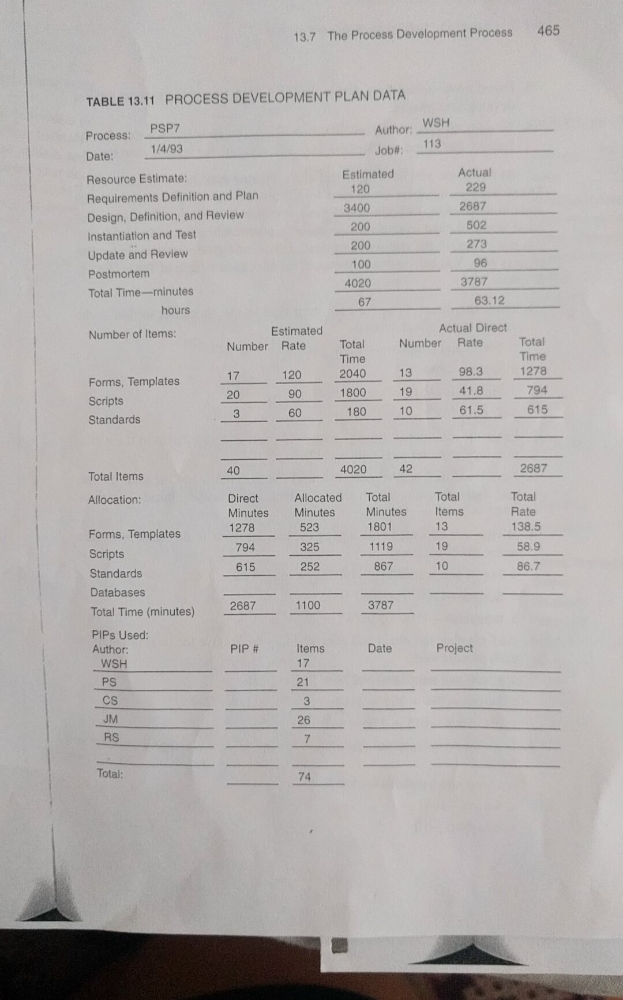 13.7 The Process Development Process 465
TABLE 13.11 PROCESS DEVELOPMENT PLAN DATA
Process: PSP7 Author: WSH
Date: 1/4/93 Job#: 113
Resource Estimate: Estimated Actual
Requirements Definition and Plan 120 229
Design, Definition, and Review 3400 2687
Instantiation and Test 200 502
Update and Review 200 273
Postmortem 100 96
Total Time—minutes 4020 3787
hours 67 63.12
Number of Items: Estimated Actual Direct
Number Rate Total Time Number Rate Total Time
Forms, Templates 17 120 2040 13 98.3 1278
Scripts 20 90 1800 19 41.8 794
Standards 3 60 180 10 61.5 615
Total Items 40 4020 42 2687
Allocation: Direct Minutes Allocated Minutes Total Minutes Total Items Total Rate
Forms, Templates 1278 523 1801 13 138.5
Scripts 794 325 1119 19 58.9
Standards 615 252 867 10 86.7
Databases
Total Time (minutes) 2687 1100 3787
PIPs Used:
Author: PIP # Items Date Project
WSH 17
PS 21
CS 3
JM 26
RS 7
Total: 74